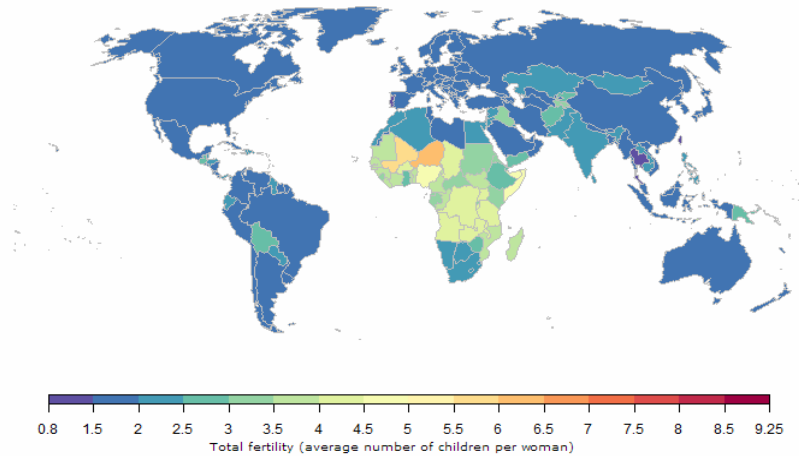 0.8 1.5 2 2.5 3 3.5 4 4.5 5 5.5 6 6.5 7 7.5 8 8.5 9.25
Total fertility (average number of children per woman)